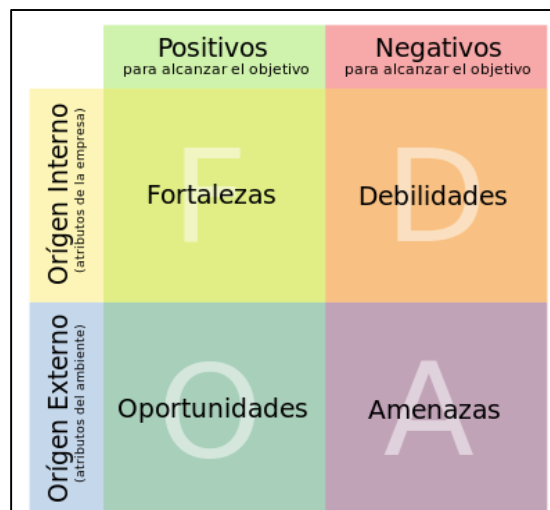 Positivos
para alcanzar el objetivo
Negativos
para alcanzar el objetivo
Orígen Interno
(atributos de la empresa)
F
Fortalezas
D
Debilidades
Orígen Externo
(atributos del ambiente)
O
Oportunidades
A
Amenazas